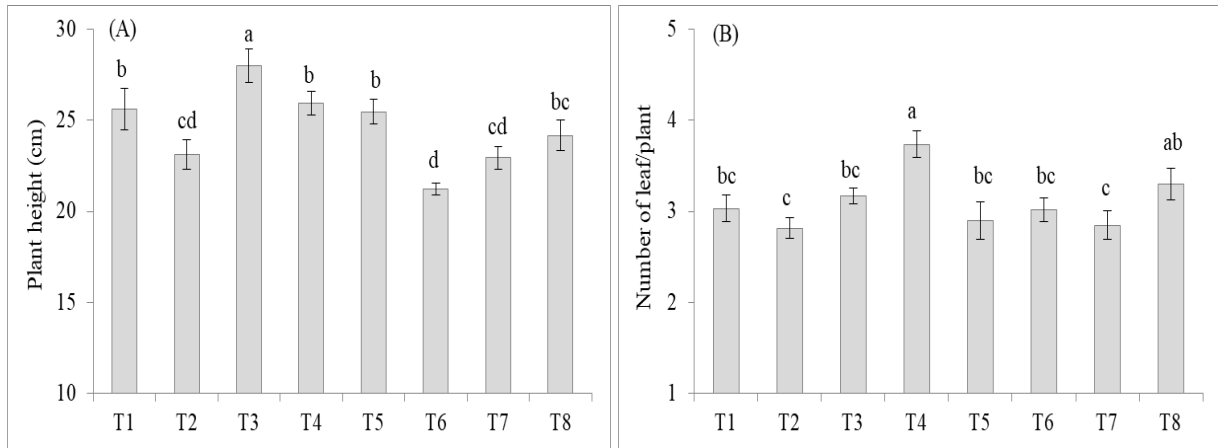 (A)
Plant height (cm)
30
25
20
15
10
b
cd
a
b
b
d
cd
bc
T1 T2 T3 T4 T5 T6 T7 T8
(B)
Number of leaf/plant
5
4
3
2
1
bc
c
bc
a
bc
bc
c
ab
T1 T2 T3 T4 T5 T6 T7 T8